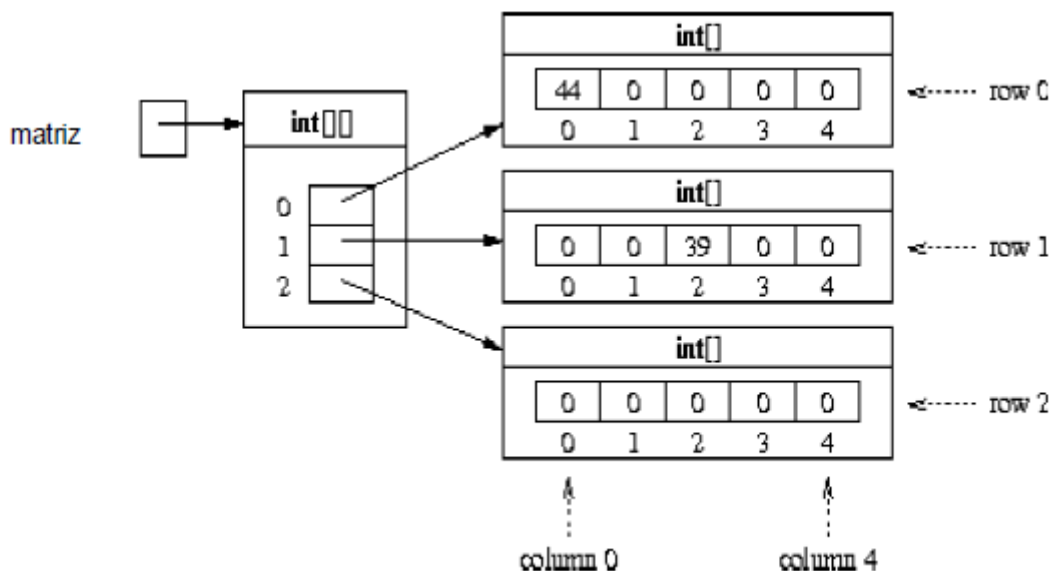 int[]
44 0 0 0 0
0 1 2 3 4
row 0
matriz
int[][]
0
1
2
int[]
0 0 39 0 0
0 1 2 3 4
row 1
int[]
0 0 0 0 0
0 1 2 3 4
row 2
column 0
column 4